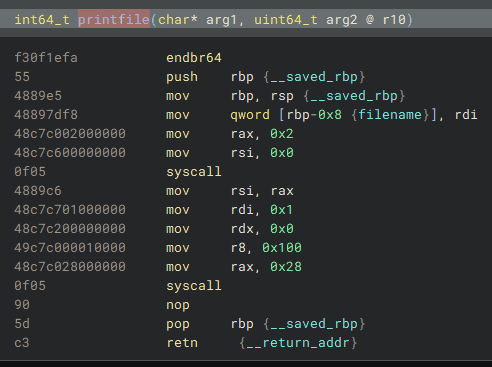 int64_t printfile(char* arg1, uint64_t arg2 @ r10)
f30f1efa endbr64
55 push rbp {__saved_rbp}
4889e5 mov rbp, rsp {__saved_rbp}
48897df8 mov qword [rbp-0x8 {filename}], rdi
48c7c002000000 mov rax, 0x2
48c7c600000000 mov rsi, 0x0
0f05 syscall
4889c6 mov rsi, rax
48c7c701000000 mov rdi, 0x1
48c7c200000000 mov rdx, 0x0
49c7c000010000 mov r8, 0x100
48c7c028000000 mov rax, 0x28
0f05 syscall
90 nop
5d pop rbp {__saved_rbp}
c3 retn {__return_addr}